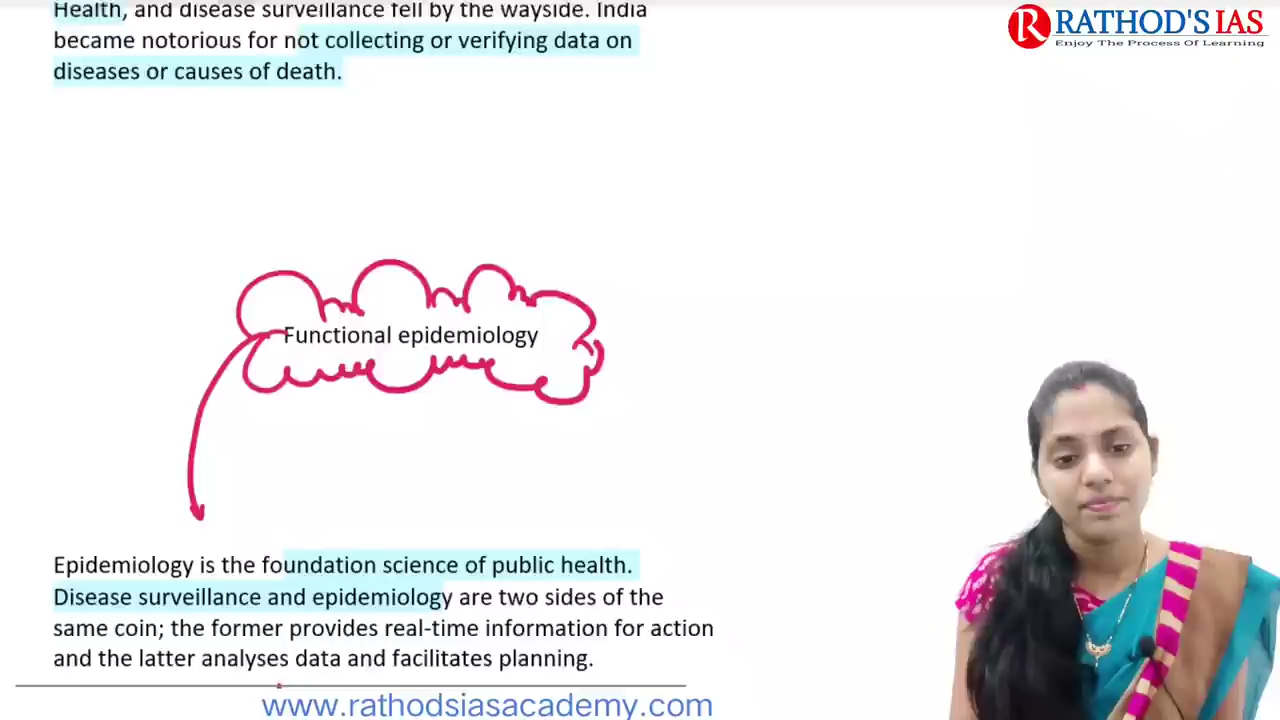 Health, and disease surveillance fell by the wayside. India
became notorious for not collecting or verifying data on
diseases or causes of death.
RATHOD'S IAS
Enjoy The Process Of Learning
Functional epidemiology
Epidemiology is the foundation science of public health.
Disease surveillance and epidemiology are two sides of the
same coin; the former provides real-time information for action
and the latter analyses data and facilitates planning.
www.rathodsiasacademy.com